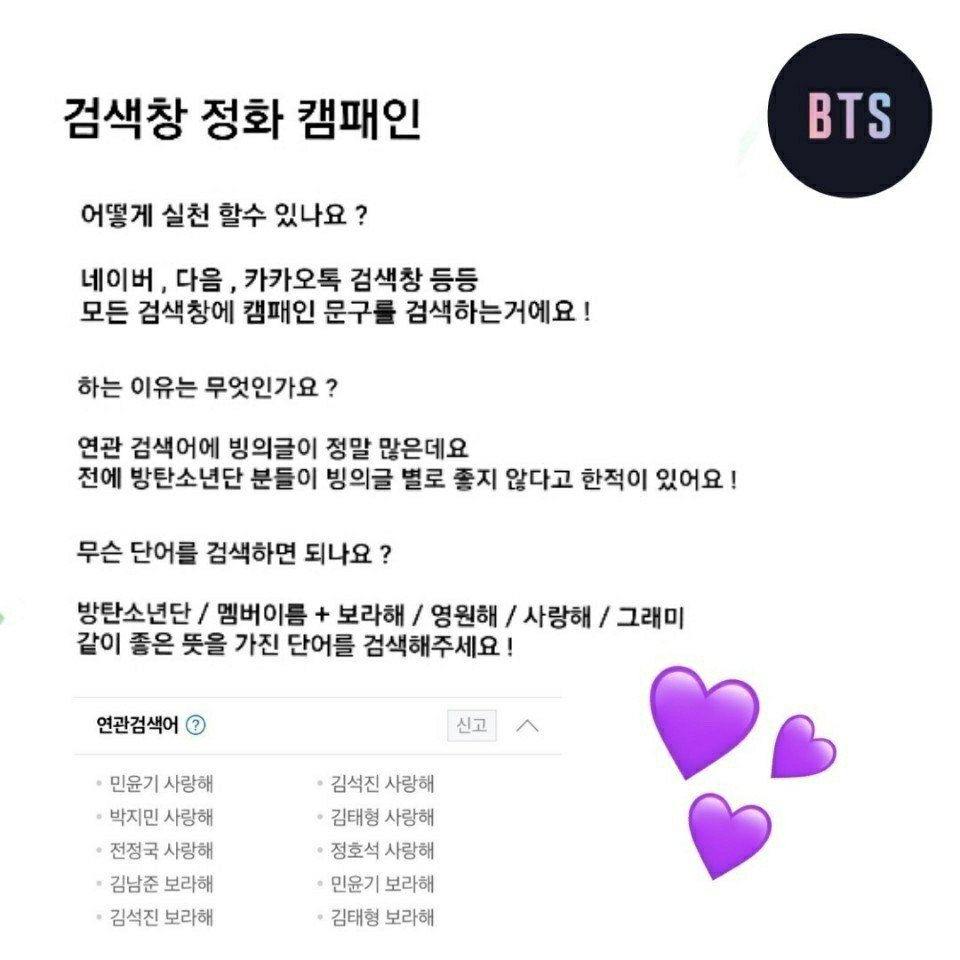 BTS
검색창 정화 캠패인
어떻게 실천 할수 있나요 ?
네이버 , 다음 , 카카오톡 검색창 등등
모든 검색창에 캠패인 문구를 검색하는거에요 !
하는 이유는 무엇인가요 ?
연관 검색어에 빙의글이 정말 많은데요
전에 방탄소년단 분들이 빙의글 별로 좋지 않다고 한적이 있어요 !
무슨 단어를 검색하면 되나요 ?
방탄소년단 / 멤버이름 + 보라해 / 영원해 / 사랑해 / 그래미
같이 좋은 뜻을 가진 단어를 검색해주세요 !
연관검색어 ? 신고
민윤기 사랑해 김석진 사랑해
박지민 사랑해 김태형 사랑해
전정국 사랑해 정호석 사랑해
김남준 보라해 민윤기 보라해
김석진 보라해 김태형 보라해